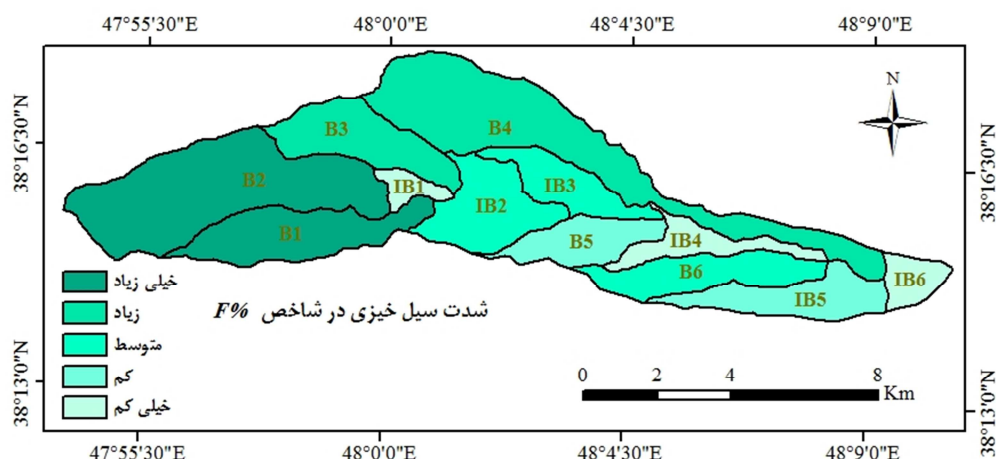 47°55'30"E 48°0'0"E 48°4'30"E 48°9'0"E
N
38°16'30"N
38°16'30"N
B3
B4
B2
IB1
IB3
IB2
B1
B5
IB4
B6
IB6
IB5
خیلی زیاد
زیاد
متوسط
کم
خیلی کم
شدت سیل خیزی در شاخص F%
0 2 4 8
Km
38°13'0"N
38°13'0"N
47°55'30"E 48°0'0"E 48°4'30"E 48°9'0"E